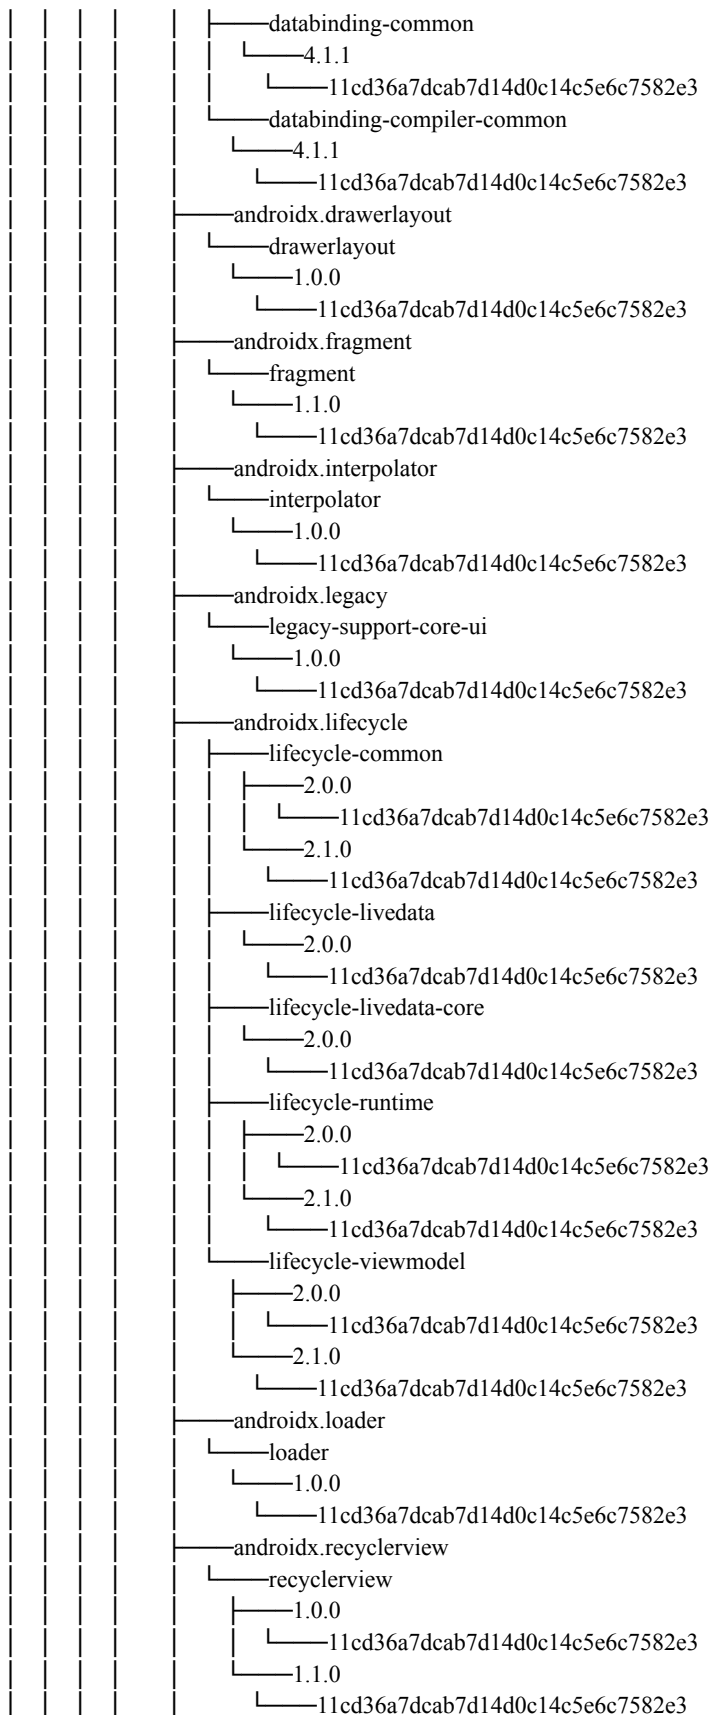 databinding-common
4.1.1
11cd36a7dcab7d14d0c14c5e6c7582e3
databinding-compiler-common
4.1.1
11cd36a7dcab7d14d0c14c5e6c7582e3
androidx.drawerlayout
drawerlayout
1.0.0
11cd36a7dcab7d14d0c14c5e6c7582e3
androidx.fragment
fragment
1.1.0
11cd36a7dcab7d14d0c14c5e6c7582e3
androidx.interpolator
interpolator
1.0.0
11cd36a7dcab7d14d0c14c5e6c7582e3
androidx.legacy
legacy-support-core-ui
1.0.0
11cd36a7dcab7d14d0c14c5e6c7582e3
androidx.lifecycle
lifecycle-common
2.0.0
11cd36a7dcab7d14d0c14c5e6c7582e3
2.1.0
11cd36a7dcab7d14d0c14c5e6c7582e3
lifecycle-livedata
2.0.0
11cd36a7dcab7d14d0c14c5e6c7582e3
lifecycle-livedata-core
2.0.0
11cd36a7dcab7d14d0c14c5e6c7582e3
lifecycle-runtime
2.0.0
11cd36a7dcab7d14d0c14c5e6c7582e3
2.1.0
11cd36a7dcab7d14d0c14c5e6c7582e3
lifecycle-viewmodel
2.0.0
11cd36a7dcab7d14d0c14c5e6c7582e3
2.1.0
11cd36a7dcab7d14d0c14c5e6c7582e3
androidx.loader
loader
1.0.0
11cd36a7dcab7d14d0c14c5e6c7582e3
androidx.recyclerview
recyclerview
1.0.0
11cd36a7dcab7d14d0c14c5e6c7582e3
1.1.0
11cd36a7dcab7d14d0c14c5e6c7582e3